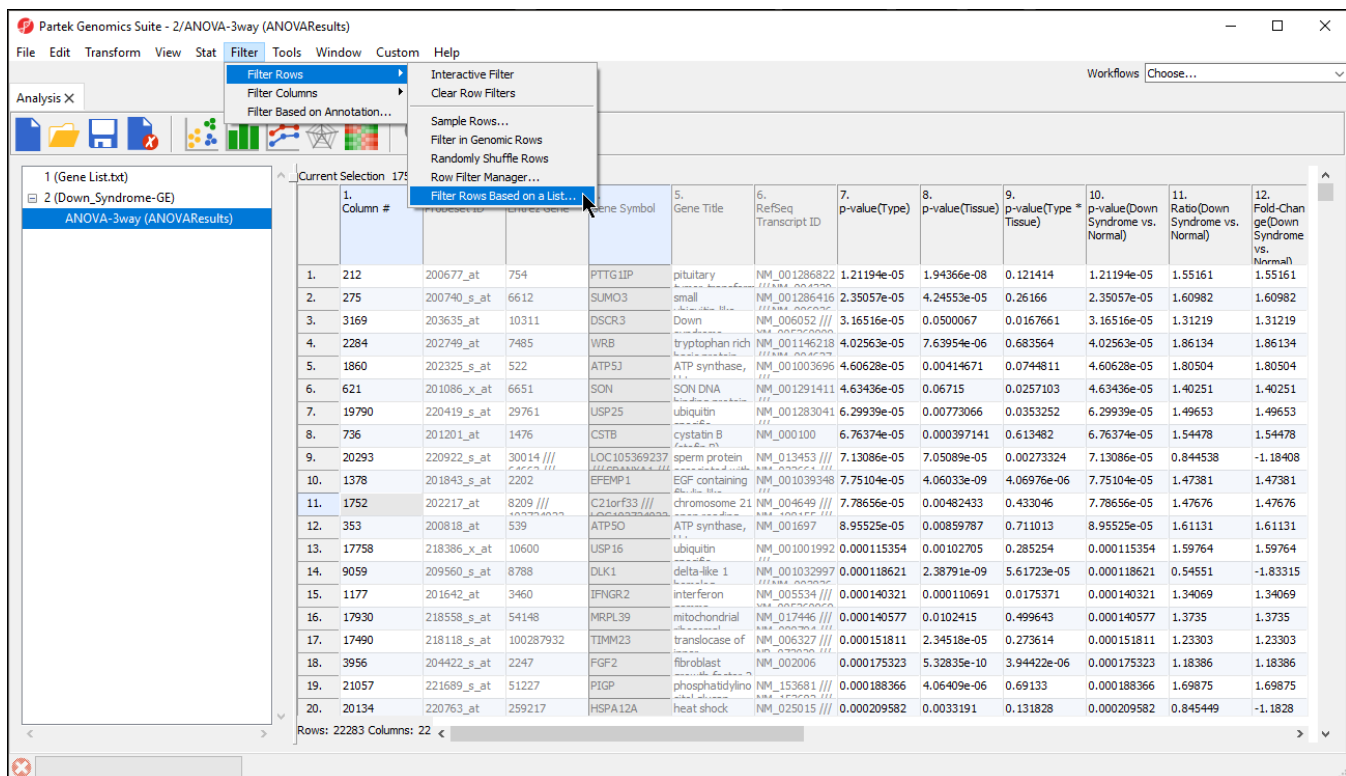 Partek Genomics Suite - 2/ANOVA-3way (ANOVAResults)
File Edit Transform View Stat Filter Tools Window Custom Help
Filter Rows
Filter Columns
Filter Based on Annotation...
Interactive Filter
Clear Row Filters
Sample Rows...
Filter in Genomic Rows
Randomly Shuffle Rows
Row Filter Manager...
Filter Rows Based on a List...
Workflows Choose...
Analysis X
1 (Gene List.txt)
2 (Down_Syndrome-GE)
ANOVA-3way (ANOVAResults)
Current Selection 175
1. 5. 6. 7. 8. 9. 10. 11. 12.
Column # Gene Symbol Gene Title RefSeq Transcript ID p-value(Type) p-value(Tissue) p-value(Type * Tissue) p-value(Down Syndrome vs. Normal) Ratio(Down Syndrome vs. Normal) Fold-Change(Down Syndrome vs. Normal)
1. 212 200677_at 754 PTTG1IP pituitary NM_001286822 1.21194e-05 1.94366e-08 0.121414 1.21194e-05 1.55161 1.55161
2. 275 200740_s_at 6612 SUMO3 small NM_001286416 2.35057e-05 4.24553e-05 0.26166 2.35057e-05 1.60982 1.60982
3. 3169 203635_at 10311 DSCR3 Down NM_006052 /// 3.16516e-05 0.0500067 0.0167661 3.16516e-05 1.31219 1.31219
4. 2284 202749_at 7485 WRB tryptophan rich NM_001146218 4.02563e-05 7.63954e-06 0.683564 4.02563e-05 1.86134 1.86134
5. 1860 202325_s_at 522 ATP5J ATP synthase, NM_001003696 4.60628e-05 0.00414671 0.0744811 4.60628e-05 1.80504 1.80504
6. 621 201086_x_at 6651 SON SON DNA NM_001291411 4.63436e-05 0.06715 0.0257103 4.63436e-05 1.40251 1.40251
7. 19790 220419_s_at 29761 USP25 ubiquitin NM_001283041 6.29939e-05 0.00773066 0.0353252 6.29939e-05 1.49653 1.49653
8. 736 201201_at 1476 CSTB cystatin B NM_000100 6.76374e-05 0.000397141 0.613482 6.76374e-05 1.54478 1.54478
9. 20293 220922_s_at 30014 /// LOC105369237 sperm protein NM_013453 /// 7.13086e-05 7.05089e-05 0.00273324 7.13086e-05 0.844538 -1.18408
10. 1378 201843_s_at 2202 EFEMP1 EGF containing NM_001039348 7.75104e-05 4.06033e-09 4.06976e-06 7.75104e-05 1.47381 1.47381
11. 1752 202217_at 8209 /// C21orf33 /// chromosome 21 NM_004649 /// 7.78656e-05 0.00482433 0.433046 7.78656e-05 1.47676 1.47676
12. 353 200818_at 539 ATP5O ATP synthase, NM_001697 8.95525e-05 0.00859787 0.711013 8.95525e-05 1.61131 1.61131
13. 17758 218386_x_at 10600 USP16 ubiquitin NM_001001992 0.000115354 0.00102705 0.285254 0.000115354 1.59764 1.59764
14. 9059 209560_s_at 8788 DLK1 delta-like 1 NM_001032997 0.000118621 2.38791e-09 5.61723e-05 0.000118621 0.54551 -1.83315
15. 1177 201642_at 3460 IFNGR2 interferon NM_005534 /// 0.000140321 0.000110691 0.0175371 0.000140321 1.34069 1.34069
16. 17930 218558_s_at 54148 MRPL39 mitochondrial NM_017446 /// 0.000140577 0.0102415 0.499643 0.000140577 1.3735 1.3735
17. 17490 218118_s_at 100287932 TIMM23 translocase of NM_006327 /// 0.000151811 2.34518e-05 0.273614 0.000151811 1.23303 1.23303
18. 3956 204422_s_at 2247 FGF2 fibroblast NM_002006 0.000175323 5.32835e-10 3.94422e-06 0.000175323 1.18386 1.18386
19. 21057 221689_s_at 51227 PIGP phosphatidylino NM_153681 /// 0.000188366 4.06409e-06 0.69133 0.000188366 1.69875 1.69875
20. 20134 220763_at 259217 HSPA12A heat shock NM_025015 /// 0.000209582 0.0033191 0.131828 0.000209582 0.845449 -1.1828
Rows: 22283 Columns: 22